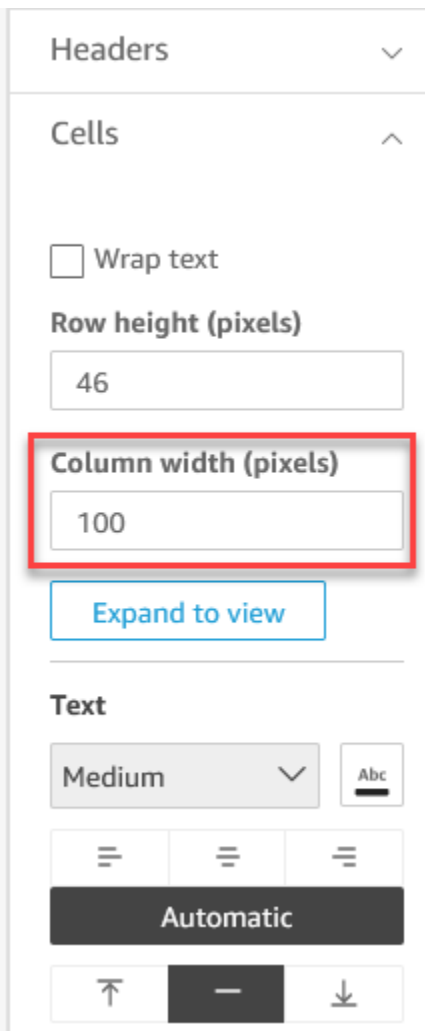 Headers
Cells
Wrap text
Row height (pixels)
46
Column width (pixels)
100
Expand to view
Text
Medium
Abc
Automatic